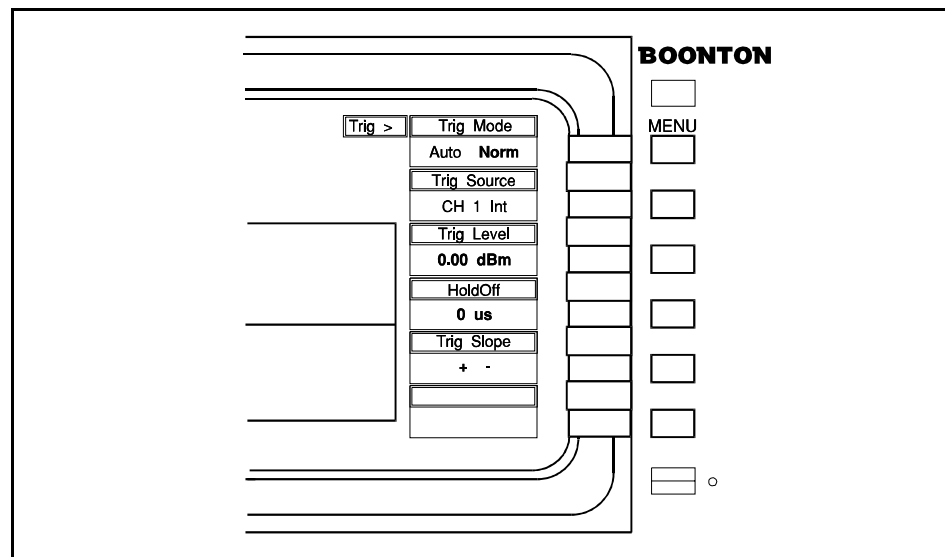 BOONTON
MENU
Trig >
Trig Mode
Auto Norm
Trig Source
CH 1 Int
Trig Level
0.00 dBm
HoldOff
0 us
Trig Slope
+ -